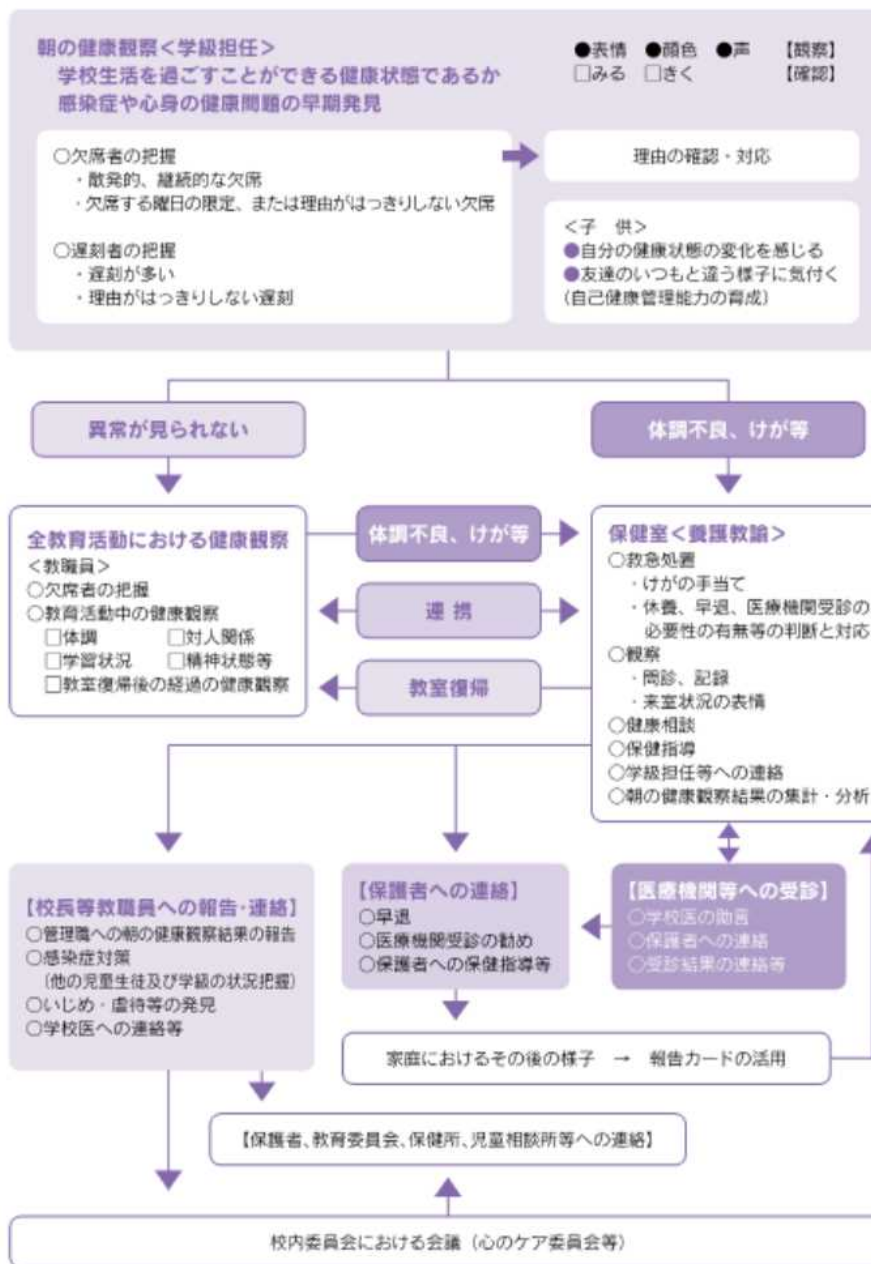 朝の健康観察＜学級担任＞
学校生活を過ごすことができる健康状態であるか
感染症や心身の健康問題の早期発見
●表情 ●顔色 ●声 【観察】
□みる □きく 【確認】
○欠席者の把握
・散発的、継続的な欠席
・欠席する曜日の限定、または理由がはっきりしない欠席
○遅刻者の把握
・遅刻が多い
・理由がはっきりしない遅刻
理由の確認・対応
＜子 供＞
●自分の健康状態の変化を感じる
●友達のいつもと違う様子に気付く
(自己健康管理能力の育成)
異常が見られない
体調不良、けが等
全教育活動における健康観察
＜教職員＞
○欠席者の把握
○教育活動中の健康観察
□体調 □対人関係
□学習状況 □精神状態等
□教室復帰後の経過の健康観察
体調不良、けが等
連 携
教室復帰
保健室＜養護教諭＞
○救急処置
・けがの手当て
・休養、早退、医療機関受診の
必要性の有無等の判断と対応
○観察
・問診、記録
・来室状況の表情
○健康相談
○保健指導
○学級担任等への連絡
○朝の健康観察結果の集計・分析
【校長等教職員への報告・連絡】
○管理職への朝の健康観察結果の報告
○感染症対策
(他の児童生徒及び学級の状況把握)
○いじめ・虐待等の発見
○学校医への連絡等
【保護者への連絡】
○早退
○医療機関受診の勧め
○保護者への保健指導等
【医療機関等への受診】
○学校医の助言
○保護者への連絡
○受診結果の連絡等
家庭におけるその後の様子 → 報告カードの活用
【保護者、教育委員会、保健所、児童相談所等への連絡】
校内委員会における会議（心のケア委員会等）